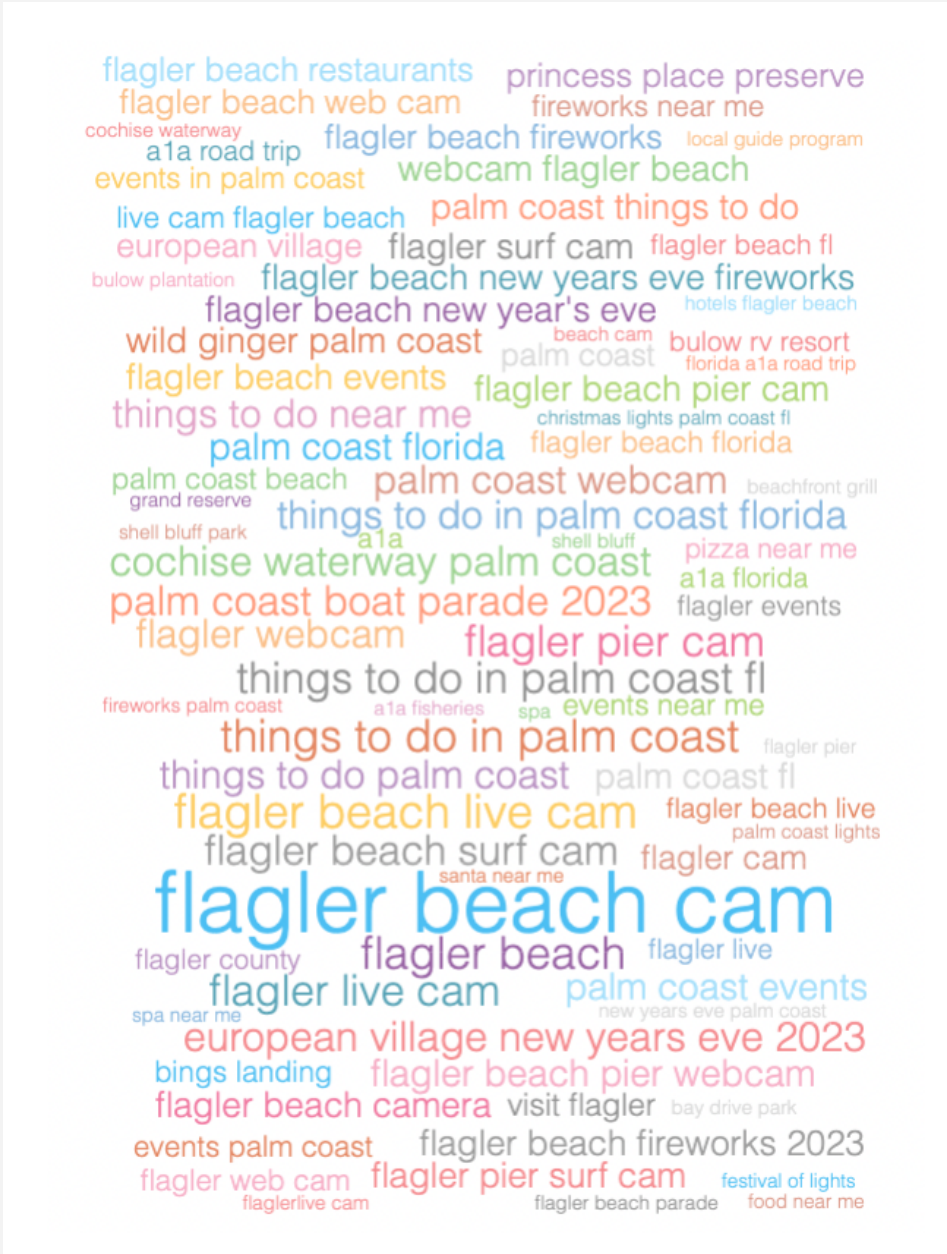 flagler beach restaurants princess place preserve
flagler beach web cam fireworks near me
cochise waterway flagler beach fireworks local guide program
a1a road trip
events in palm coast webcam flagler beach
live cam flagler beach palm coast things to do
european village flagler surf cam flagler beach fl
bulow plantation flagler beach new years eve fireworks
flagler beach new year's eve hotels flagler beach
wild ginger palm coast beach cam bulow rv resort
palm coast florida a1a road trip
flagler beach events flagler beach pier cam
things to do near me christmas lights palm coast fl
palm coast florida flagler beach florida
palm coast beach palm coast webcam beachfront grill
grand reserve things to do in palm coast florida
shell bluff park a1a shell bluff pizza near me
cochise waterway palm coast a1a florida
palm coast boat parade 2023 flagler events
flagler webcam flagler pier cam
things to do in palm coast fl
fireworks palm coast a1a fisheries spa events near me
things to do in palm coast flagler pier
things to do palm coast palm coast fl
flagler beach live cam flagler beach live
palm coast lights
flagler beach surf cam flagler cam
santa near me
flagler beach cam
flagler county flagler beach flagler live
flagler live cam palm coast events
spa near me new years eve palm coast
european village new years eve 2023
bings landing flagler beach pier webcam
flagler beach camera visit flagler bay drive park
events palm coast flagler beach fireworks 2023
flagler web cam flagler pier surf cam festival of lights
flaglerlive cam flagler beach parade food near me